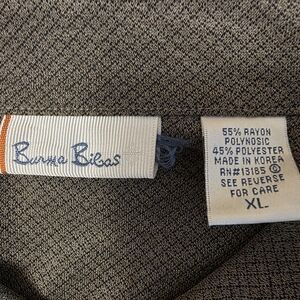 Burma Bibas
55% RAYON
POLYNOSIC
45% POLYESTER
MADE IN KOREA
RN#13185
SEE REVERSE
FOR CARE
XL